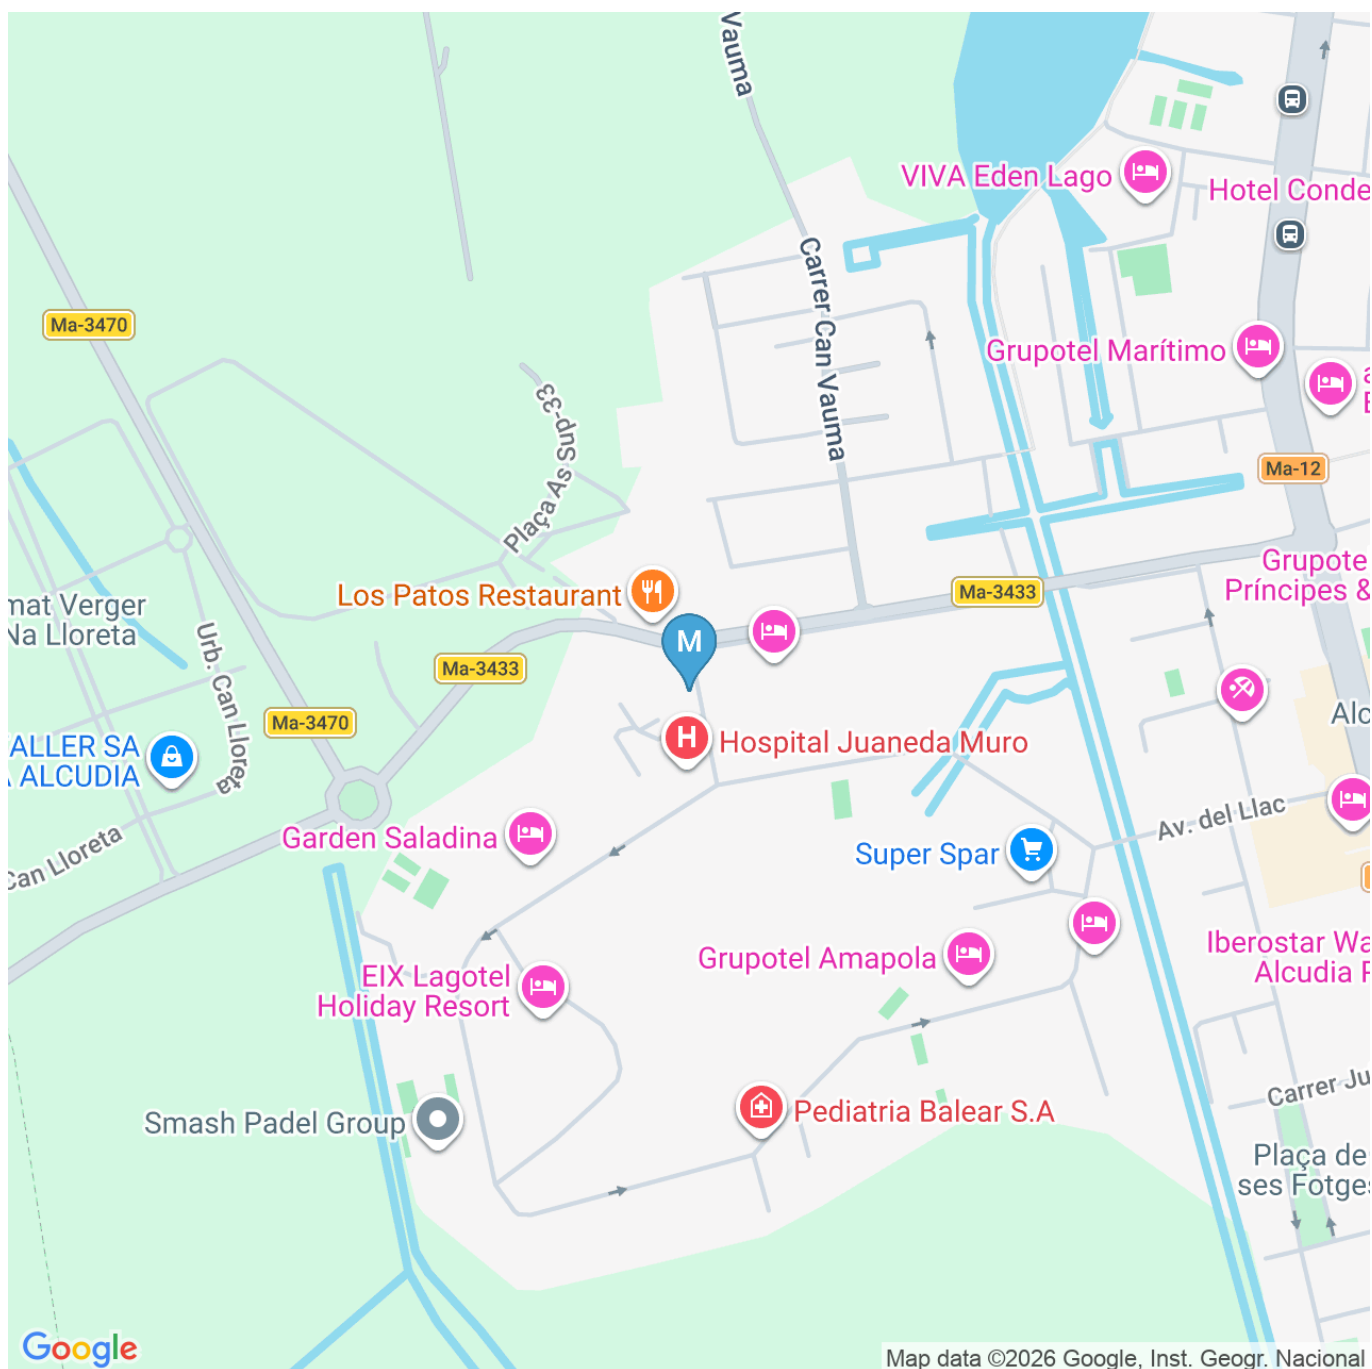 Vauma
VIVA Eden Lago
Hotel Conde
Carrer Can Vauma
Ma-3470
Grupotel Marítimo
Plaça As Sup-33
Ma-12
Grupote
Príncipes &
Los Patos Restaurant
Ma-3433
mat Verger
Na Lloreta
Urb. Can Lloreta
M
Ma-3433
Ma-3470
Alc
H
Hospital Juaneda Muro
ALLER SA
ALCUDIA
Av. del Llac
Can Lloreta
Garden Saladina
Super Spar
Iberostar Wa
Alcudia P
Grupotel Amapola
EIX Lagotel
Holiday Resort
Carrer Ju
Smash Padel Group
Pediatria Balear S.A
Plaça de
ses Fotges
Google
Map data ©2026 Google, Inst. Geogr. Nacional